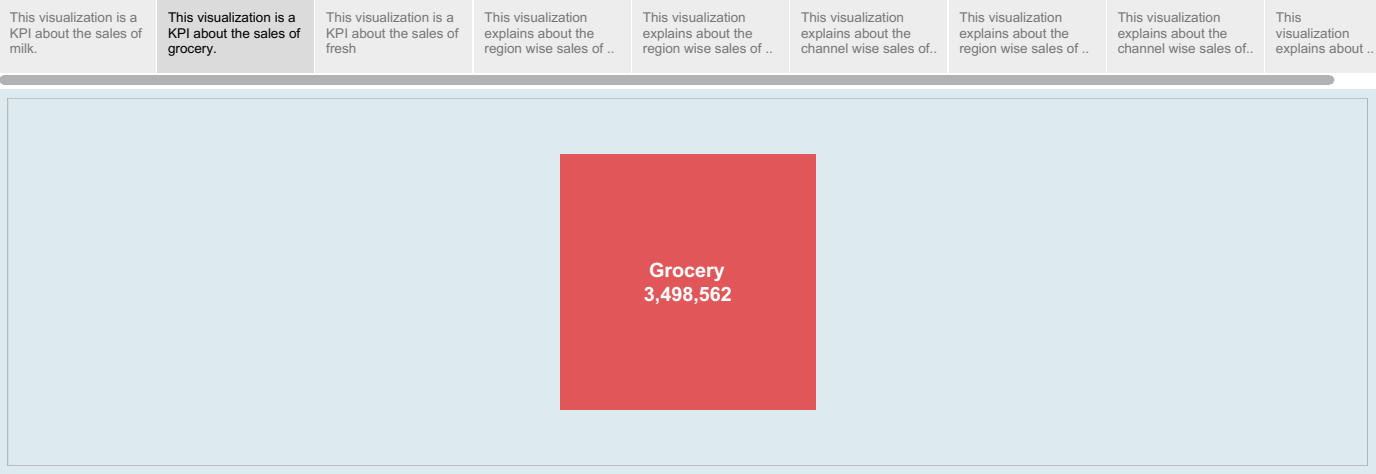 This visualization is a
KPI about the sales of
milk.
This visualization is a
KPI about the sales of
grocery.
This visualization is a
KPI about the sales of
fresh
This visualization
explains about the
region wise sales of ..
This visualization
explains about the
region wise sales of ..
This visualization
explains about the
channel wise sales of..
This visualization
explains about the
region wise sales of ..
This visualization
explains about the
channel wise sales of..
This
visualization
explains about ..
Grocery
3,498,562